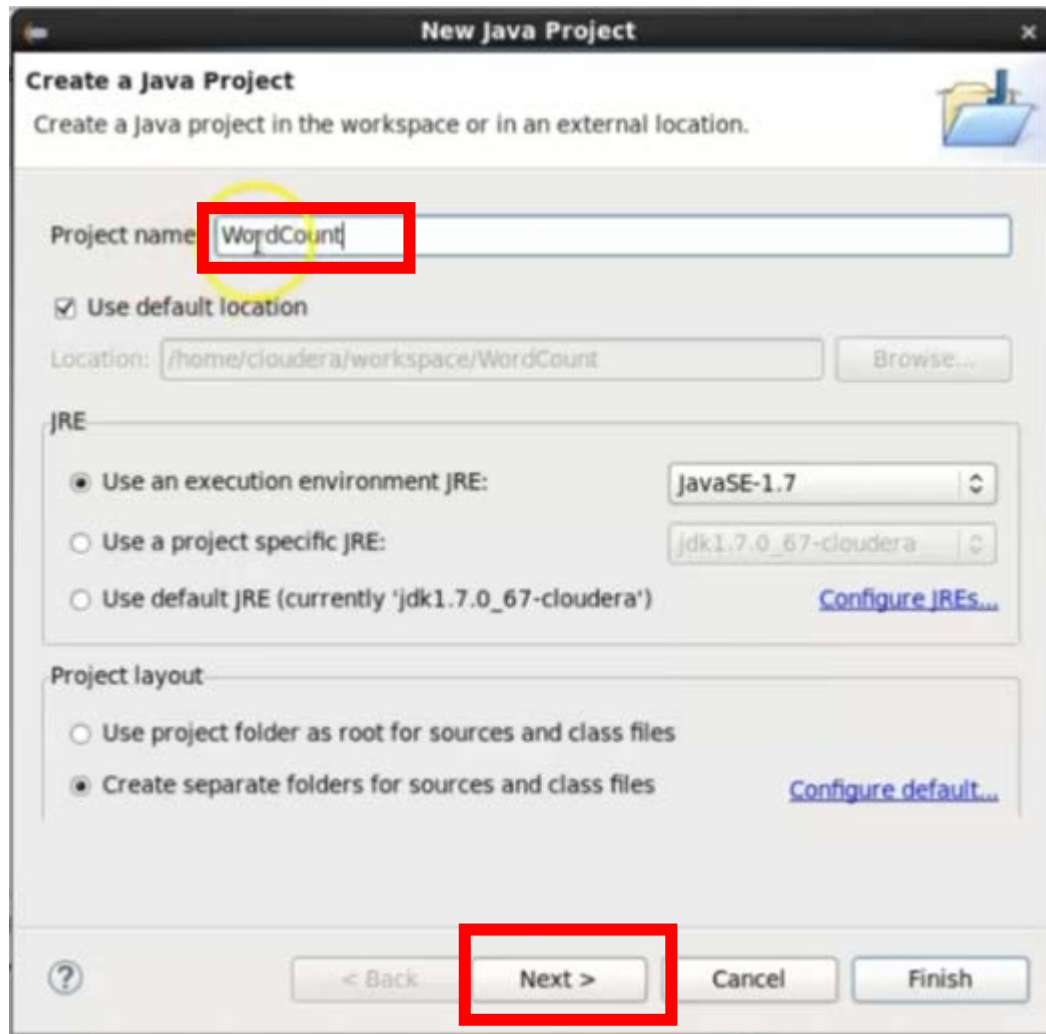 New Java Project
Create a Java Project
Create a Java project in the workspace or in an external location.
Project name: WordCount
Use default location
Location: /home/cloudera/workspace/WordCount Browse...
JRE
Use an execution environment JRE: JavaSE-1.7
Use a project specific JRE: jdk1.7.0_67-cloudera
Use default JRE (currently 'jdk1.7.0_67-cloudera') Configure JREs...
Project layout
Use project folder as root for sources and class files
Create separate folders for sources and class files Configure default...
? < Back Next > Cancel Finish